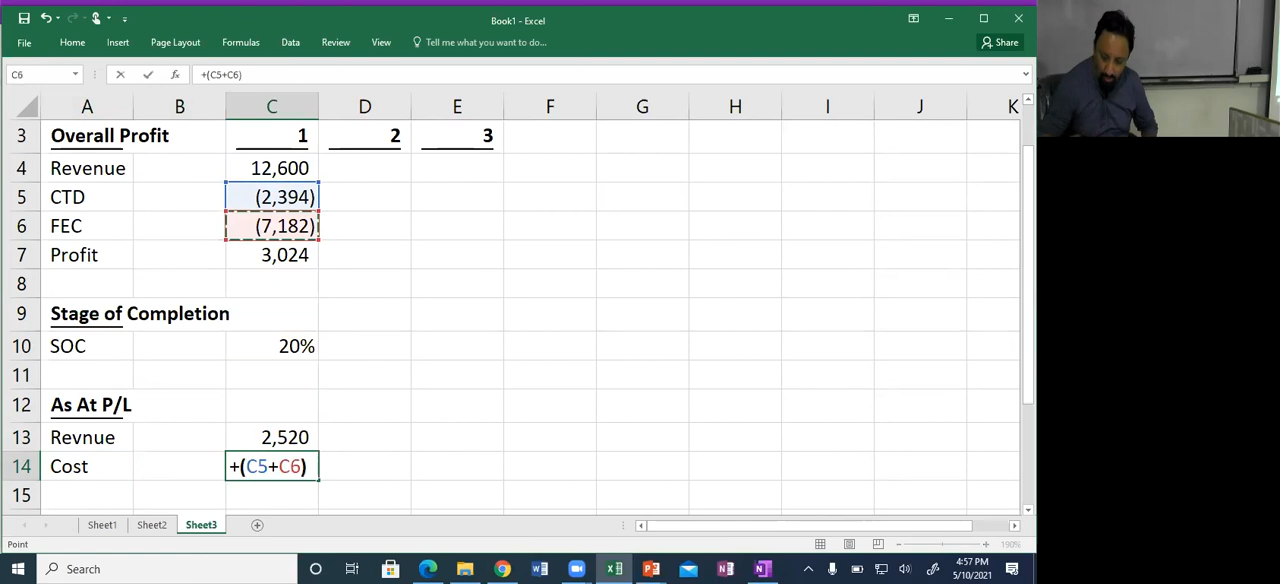 Book1 - Excel
File Home Insert Page Layout Formulas Data Review View Tell me what you want to do... Share
C6 fx +(C5+C6)
A B C D E F G H I J K
3 Overall Profit 1 2 3
4 Revenue 12,600
5 CTD (2,394)
6 FEC (7,182)
7 Profit 3,024
8
9 Stage of Completion
10 SOC 20%
11
12 As At P/L
13 Revnue 2,520
14 Cost +(C5+C6)
15
Sheet1 Sheet2 Sheet3
Point 190%
Search 4:57 PM
5/10/2021